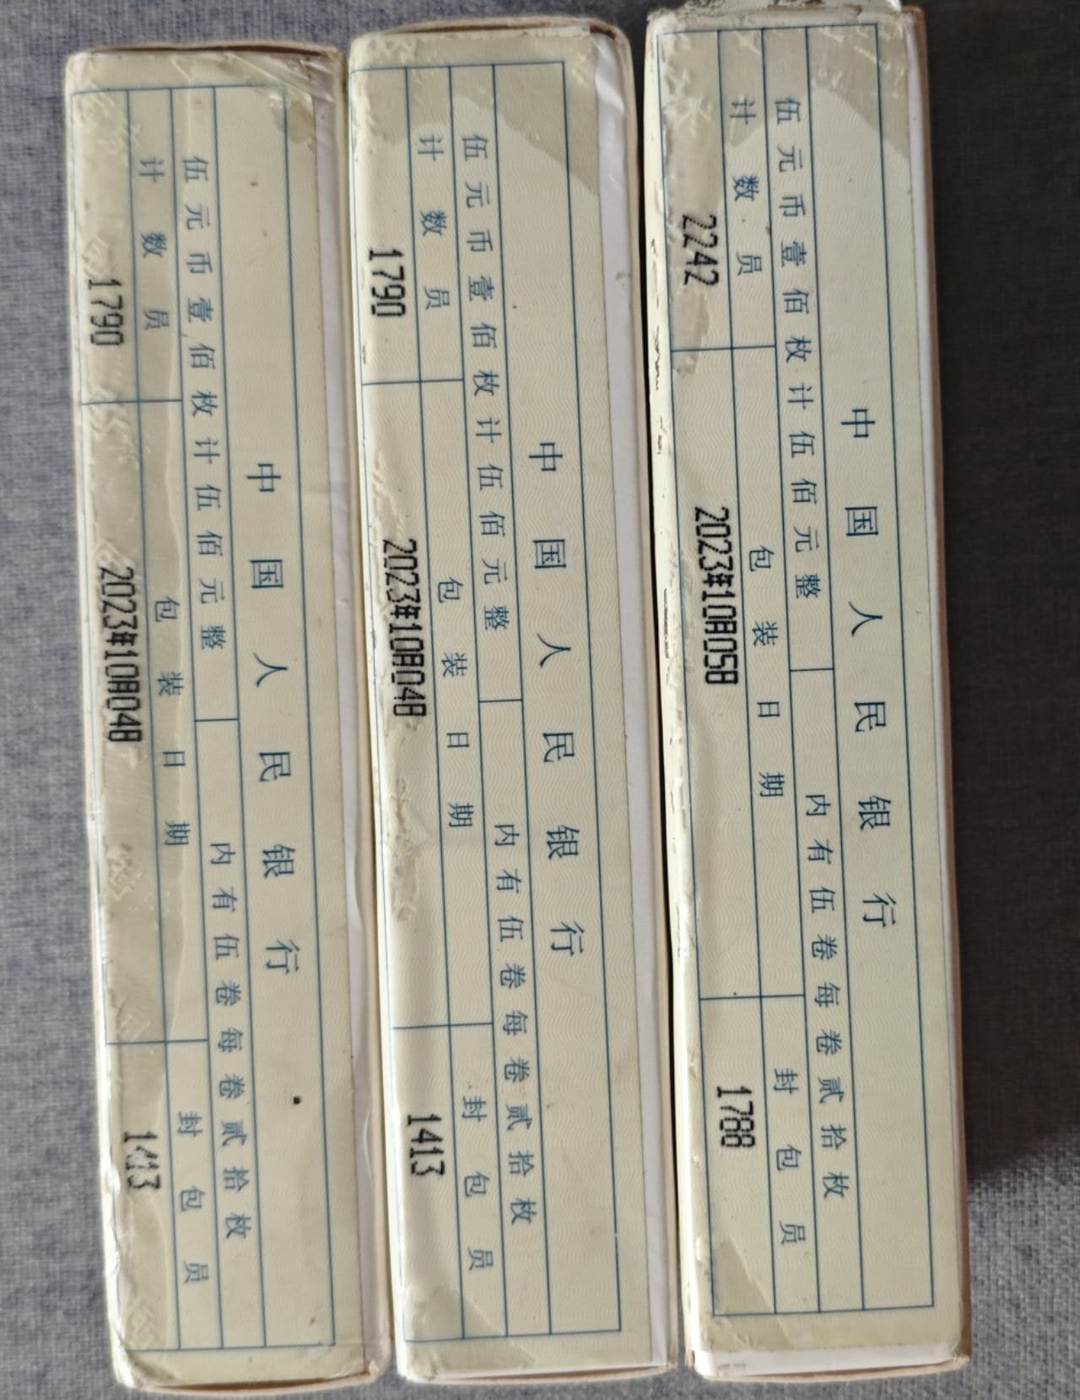 中国人民银行
伍元币壹佰枚计伍佰元整 内有伍卷每卷贰拾枚
计数员 包装日期 封包员
1790 2023年10月04日 1413
中国人民银行
伍元币壹佰枚计伍佰元整 内有伍卷每卷贰拾枚
计数员 包装日期 封包员
1790 2023年10月04日 1413
中国人民银行
伍元币壹佰枚计伍佰元整 内有伍卷每卷贰拾枚
计数员 包装日期 封包员
2242 2023年10月05日 1788